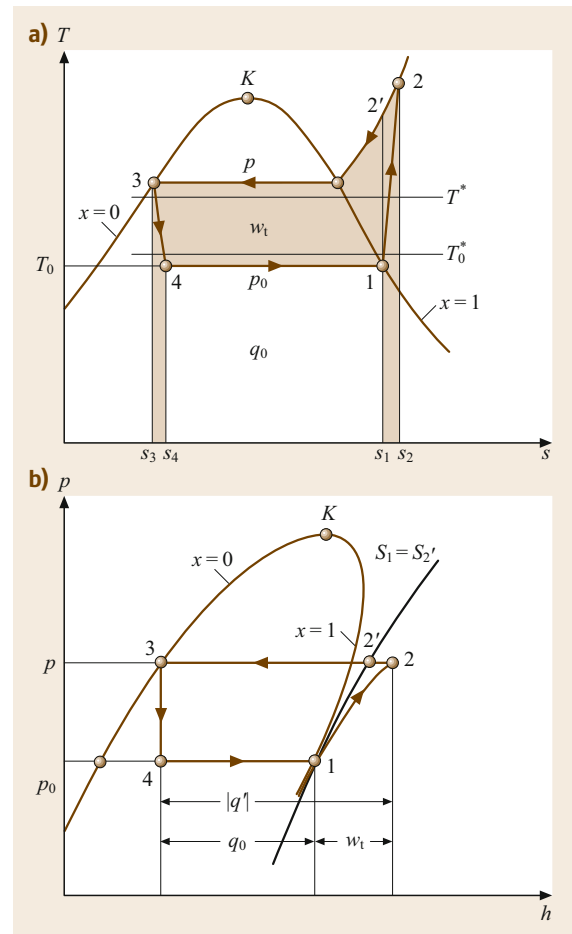 a) T
K
2'
2
3
p
T*
x = 0
w_t
T_0^*
T_0
4
p_0
1
x = 1
q_0
s_3 s_4
s_1 s_2
s
b) p
K
x = 0
S_1 = S_2'
x = 1
3
2'
p
2
4
1
p_0
|q'|
q_0
w_t
h